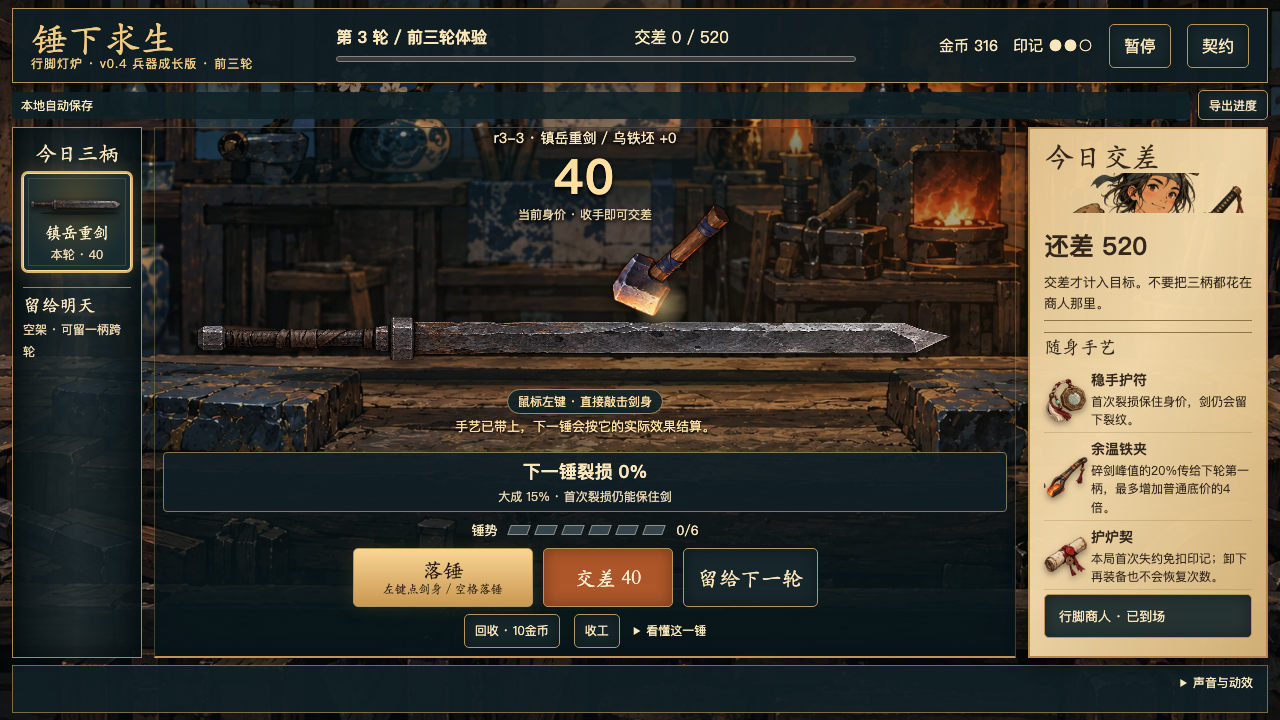 锤下求生
行脚灯炉 · v0.4 兵器成长版 · 前三轮
第 3 轮 / 前三轮体验
交差 0 / 520
金币 316
印记
暂停
契约
本地自动保存
导出进度
今日三柄
镇岳重剑
本轮 · 40
留给明天
空架 · 可留一柄跨
轮
r3-3 · 镇岳重剑 / 乌铁坯 +0
40
当前身价 · 收手即可交差
鼠标左键 · 直接敲击剑身
手艺已带上，下一锤会按它的实际效果结算。
下一锤裂损 0%
大成 15% · 首次裂损仍能保住剑
锤势
0/6
落锤
左键点剑身 / 空格落锤
交差 40
留给下一轮
回收 · 10金币
收工
看懂这一锤
今日交差
还差 520
交差才计入目标。不要把三柄都花在
商人那里。
随身手艺
稳手护符
首次裂损保住身价，剑仍会留
下裂纹。
余温铁夹
碎剑峰值的20%传给下轮第一
柄，最多增加普通底价的4
倍。
护炉契
本局首次失约免扣印记；卸下
再装备也不会恢复次数。
行脚商人 · 已到场
声音与动效